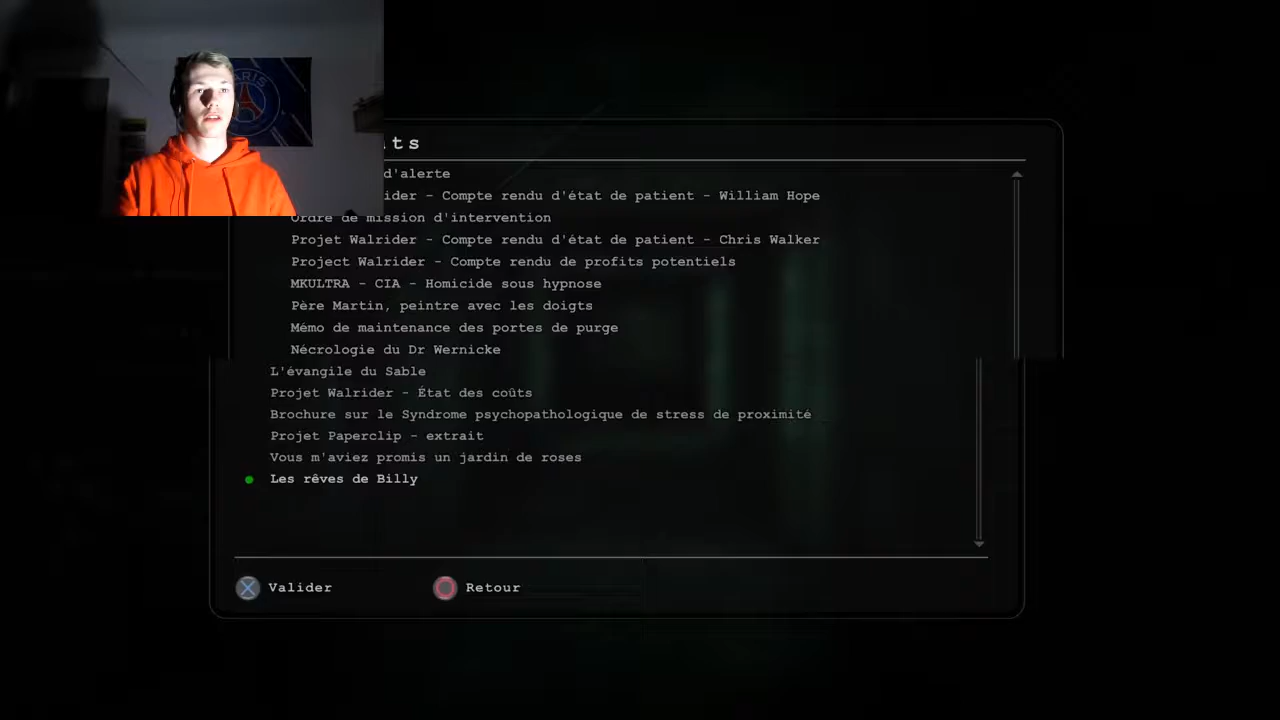 PARIS
ts
d'alerte
ider - Compte rendu d'état de patient - William Hope
Ordre de mission d'intervention
Projet Walrider - Compte rendu d'état de patient - Chris Walker
Project Walrider - Compte rendu de profits potentiels
MKULTRA - CIA - Homicide sous hypnose
Père Martin, peintre avec les doigts
Mémo de maintenance des portes de purge
Nécrologie du Dr Wernicke
L'évangile du Sable
Projet Walrider - État des coûts
Brochure sur le Syndrome psychopathologique de stress de proximité
Projet Paperclip - extrait
Vous m'aviez promis un jardin de roses
Les rêves de Billy
Valider
Retour